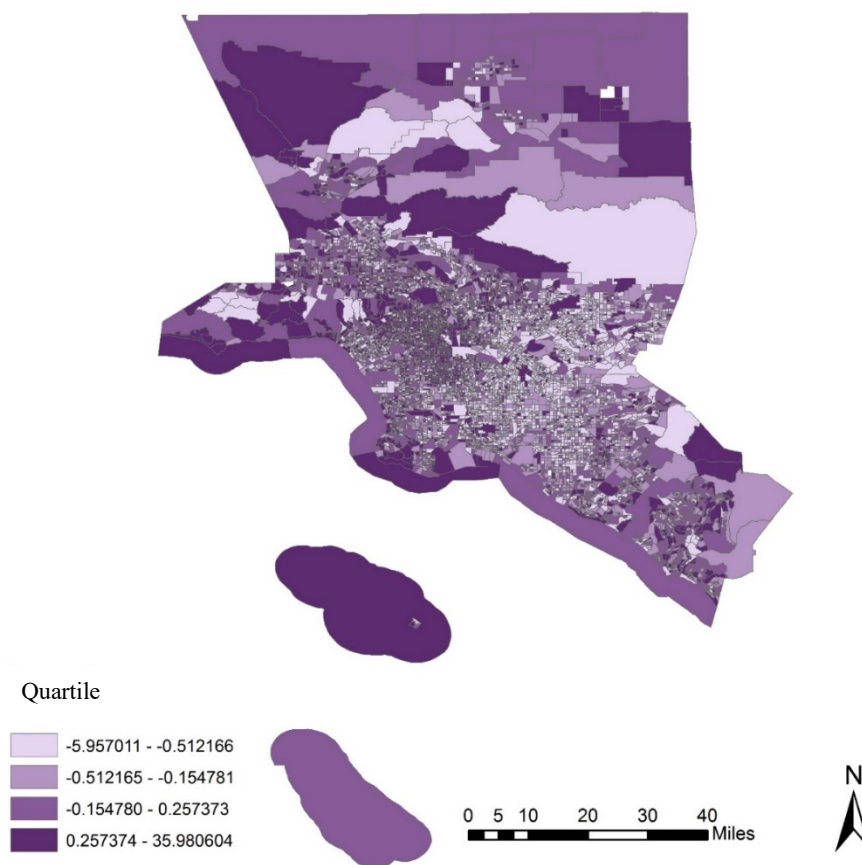 Quartile
-5.957011 - -0.512166
-0.512165 - -0.154781
-0.154780 - 0.257373
0.257374 - 35.980604
0 5 10 20 30 40
Miles
N